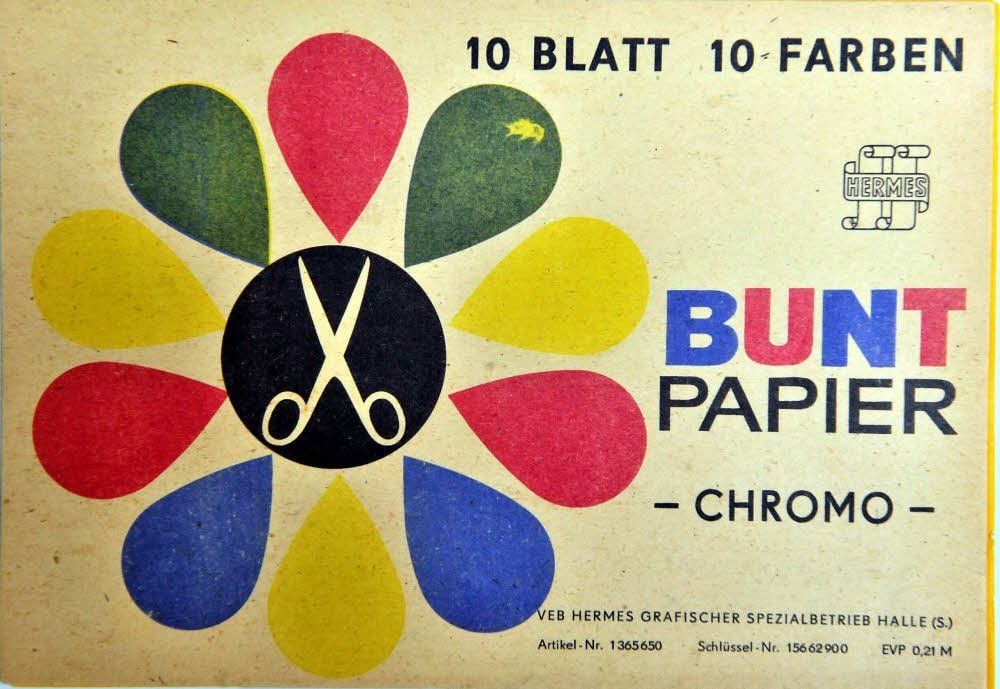 10 BLATT 10 FARBEN
HERMES
BUNT
PAPIER
- CHROMO -
VEB HERMES GRAFISCHER SPEZIALBETRIEB HALLE (S.)
Artikel-Nr. 1365650 Schlüssel-Nr. 15662900 EVP 0,21 M